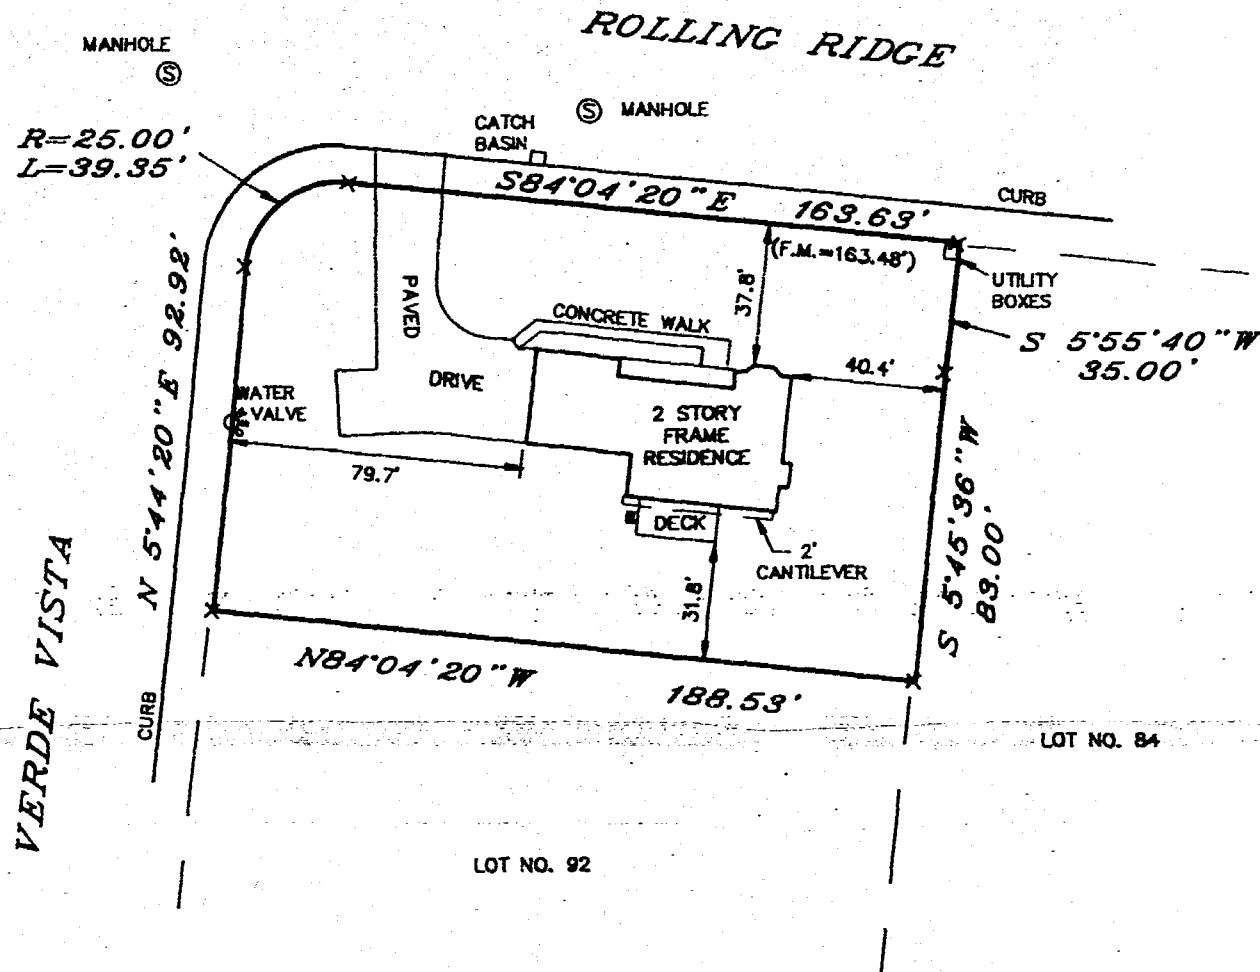 ROLLING RIDGE
MANHOLE
S
S MANHOLE
CATCH
BASIN
R=25.00'
L=39.35'
S84°04'20"E 163.63'
CURB
(F.M.=163.48')
UTILITY
BOXES
S 5°55'40"W
35.00'
37.8'
PAVED
DRIVE
CONCRETE WALK
40.4'
N 5°44'20"E 92.92'
WATER
VALVE
79.7'
2 STORY
FRAME
RESIDENCE
DECK
2'
CANTILEVER
31.8'
S 5°45'36"W
83.00'
N84°04'20"W
188.53'
VERDE VISTA
CURB
LOT NO. 84
LOT NO. 92